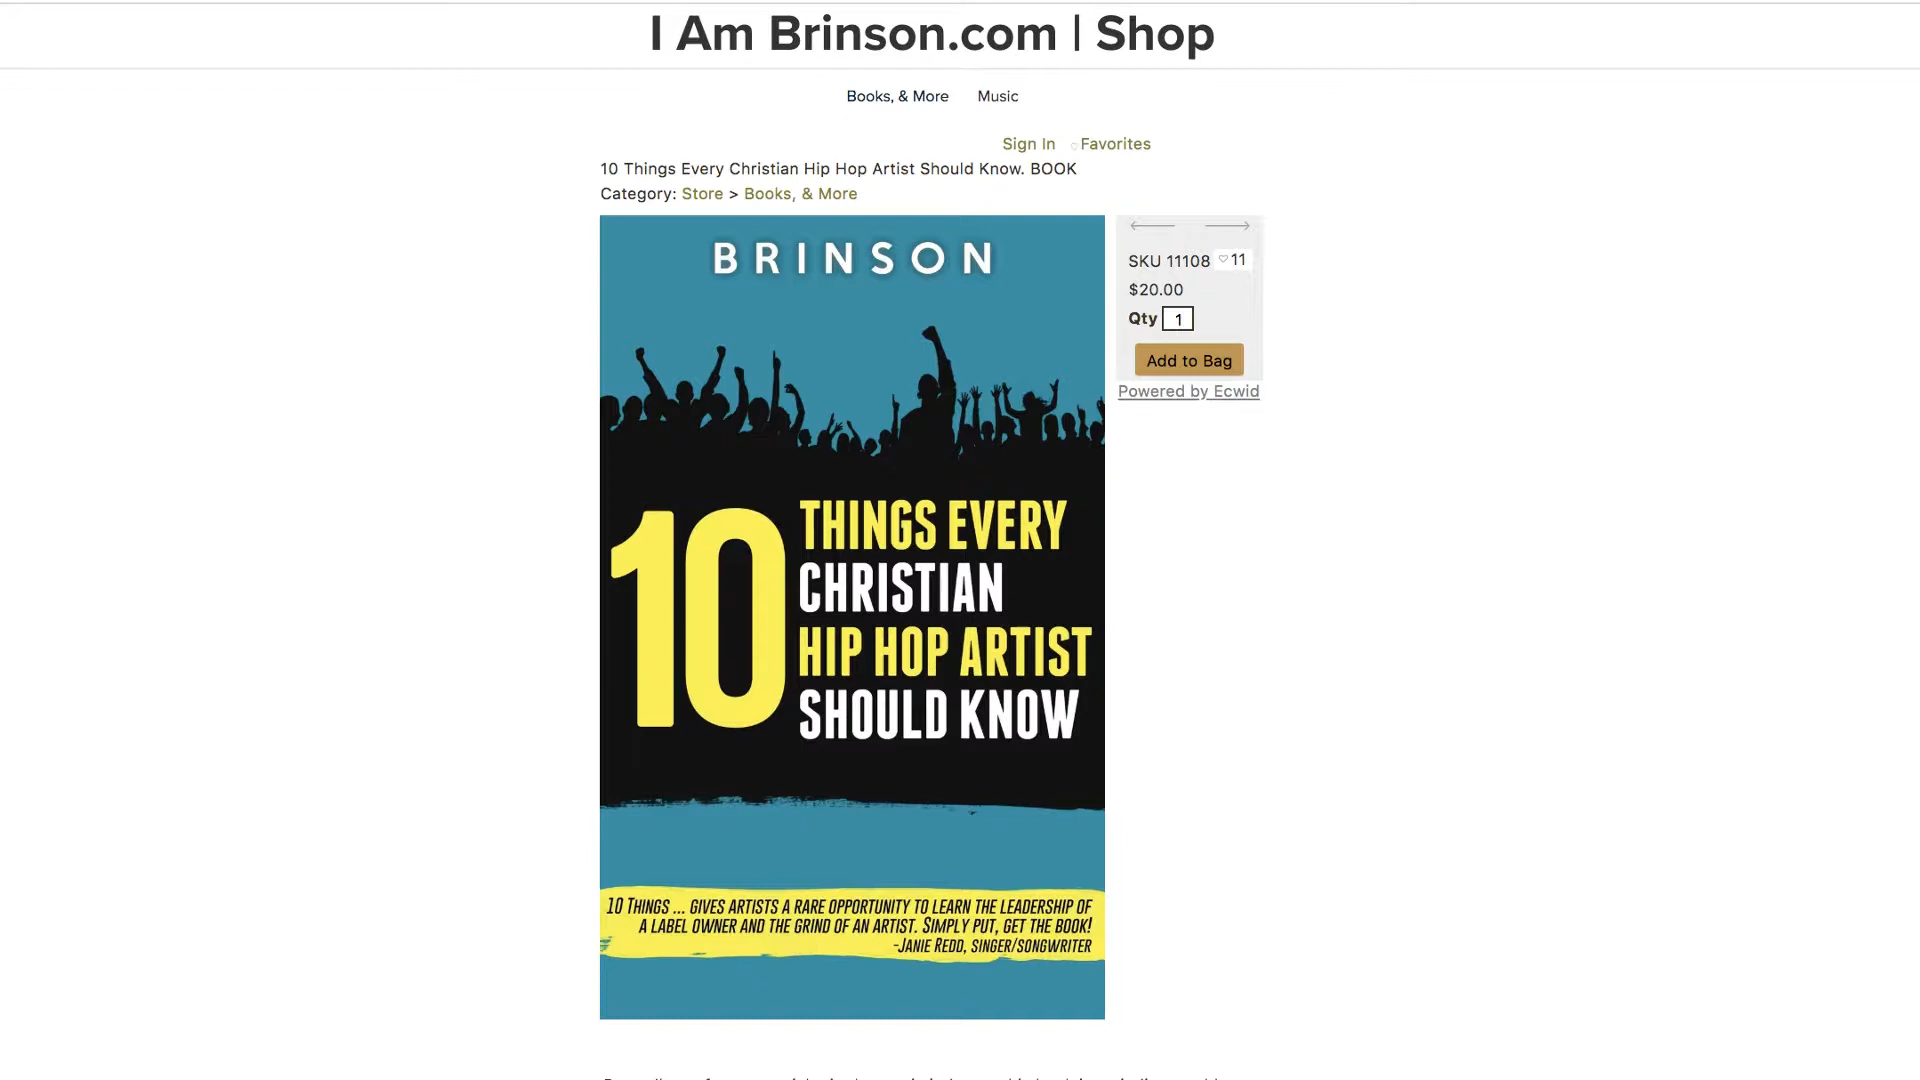 I Am Brinson.com | Shop
Books, & More Music
Sign In Favorites
10 Things Every Christian Hip Hop Artist Should Know. BOOK
Category: Store > Books, & More
BRINSON
10 THINGS EVERY
CHRISTIAN
HIP HOP ARTIST
SHOULD KNOW
10 THINGS ... GIVES ARTISTS A RARE OPPORTUNITY TO LEARN THE LEADERSHIP OF
A LABEL OWNER AND THE GRIND OF AN ARTIST. SIMPLY PUT, GET THE BOOK!
-JANIE REDD, SINGER/SONGWRITER
SKU 11108 11
$20.00
Qty 1
Add to Bag
Powered by Ecwid